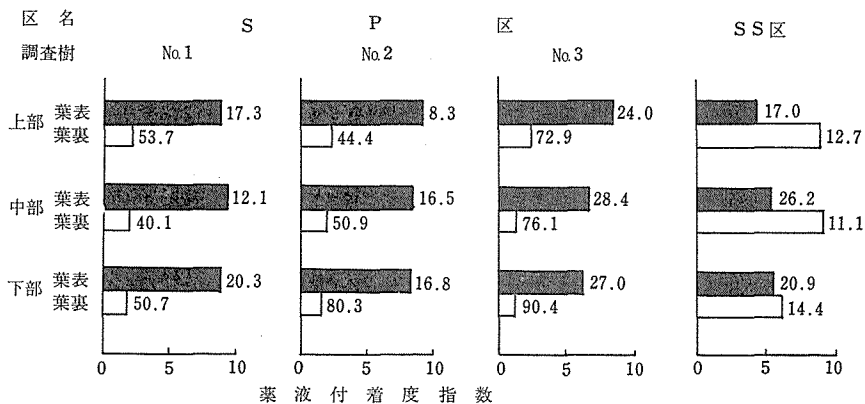 区名 S P 区 SS区
調査樹 No.1 No.2 No.3
上部 葉表 17.3 8.3 24.0 17.0
葉裏 53.7 44.4 72.9 12.7
中部 葉表 12.1 16.5 28.4 26.2
葉裏 40.1 50.9 76.1 11.1
下部 葉表 20.3 16.8 27.0 20.9
葉裏 50.7 80.3 90.4 14.4
0 5 10 0 5 10 0 5 10 0 5 10
薬液付着度指数